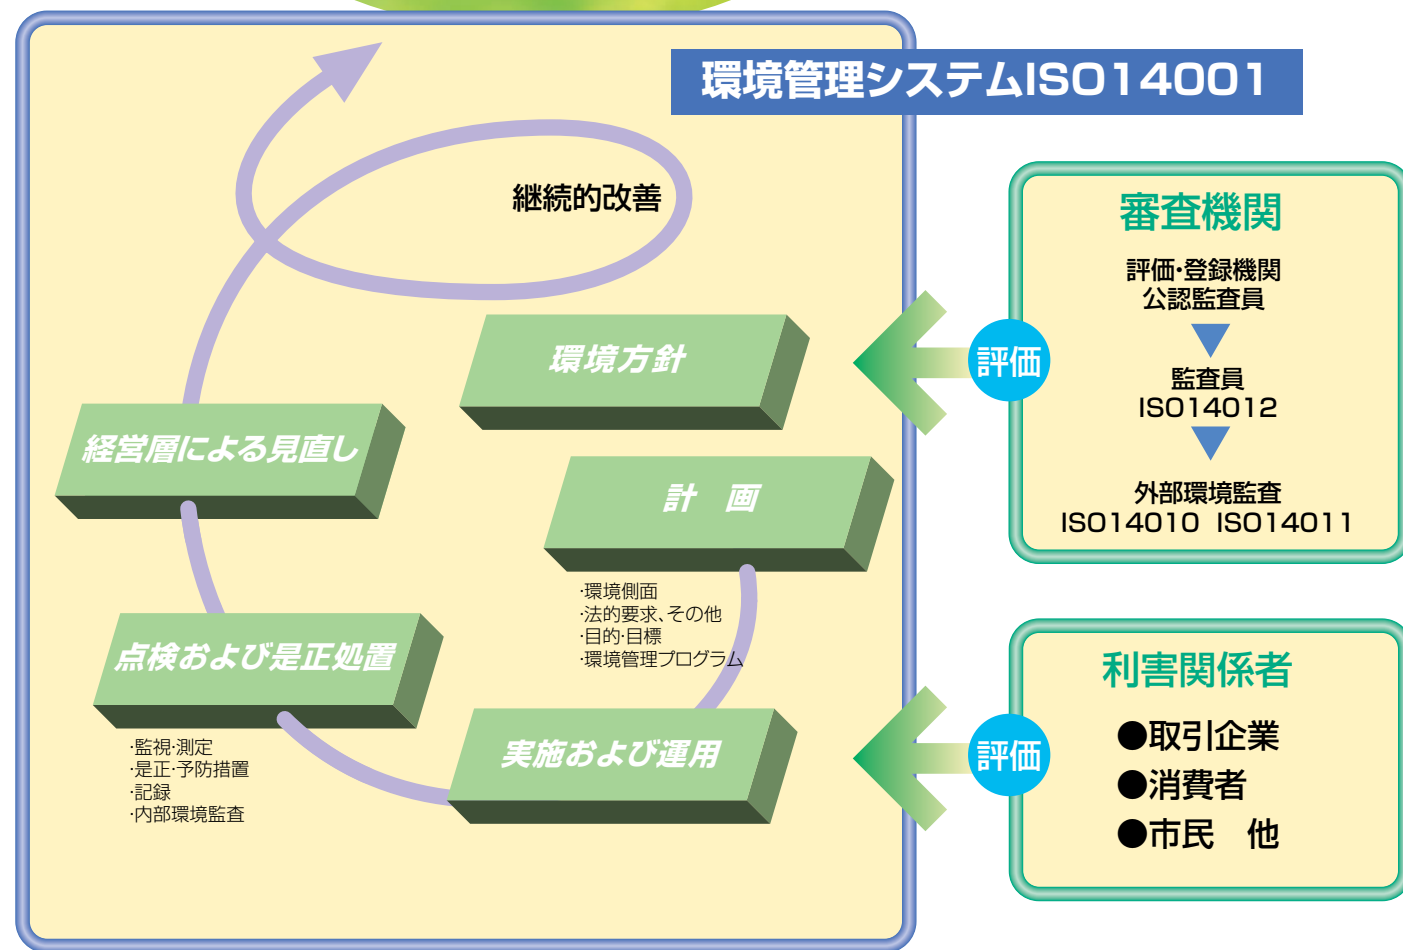 環境管理システムISO14001
継続的改善
環境方針
計　画
・環境側面
・法的要求、その他
・目的・目標
・環境管理プログラム
実施および運用
点検および是正処置
・監視・測定
・是正・予防措置
・記録
・内部環境監査
経営層による見直し
評価
審査機関
評価・登録機関
公認監査員
監査員
ISO14012
外部環境監査
ISO14010 ISO14011
評価
利害関係者
●取引企業
●消費者
●市民　他